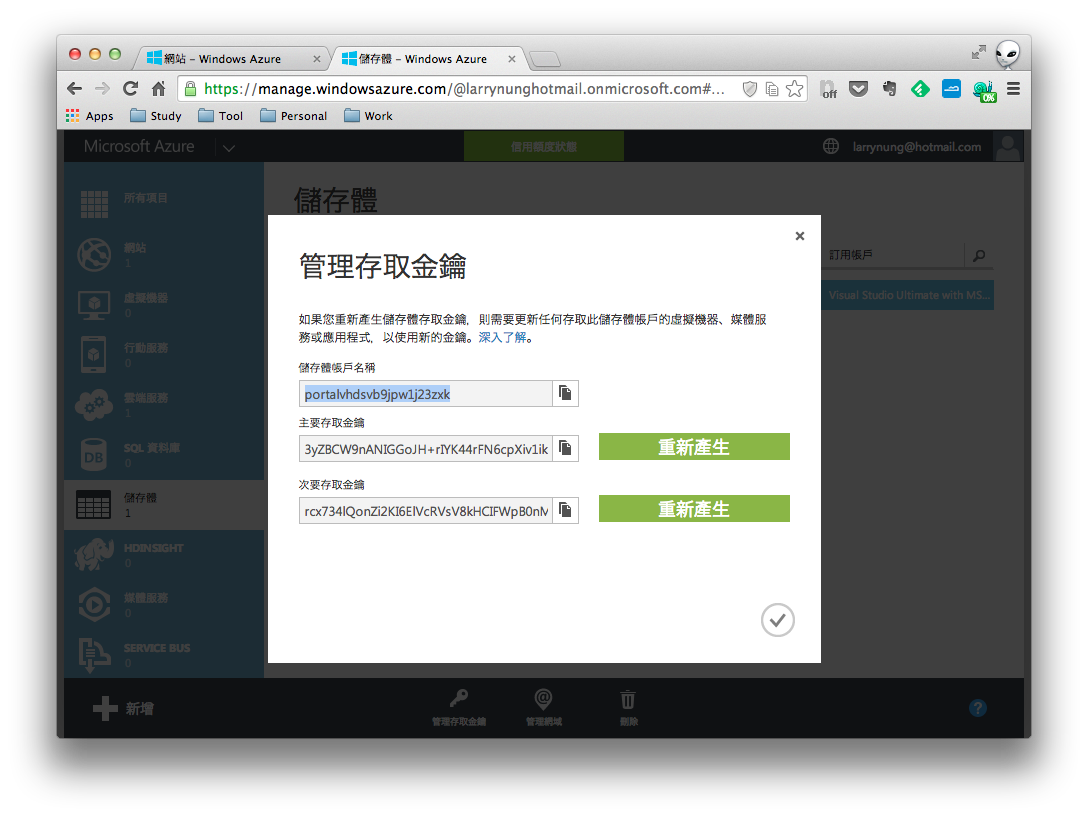 網站 – Windows Azure
儲存體 – Windows Azure
https://manage.windowsazure.com/@larrynunghotmail.onmicrosoft.com#...
off
0%
Apps
Study
Tool
Personal
Work
Microsoft Azure
信用額度狀態
larrynung@hotmail.com
所有項目
網站
1
虛擬機器
0
行動服務
0
雲端服務
1
DB
SQL 資料庫
0
儲存體
1
HDINSIGHT
0
媒體服務
0
SERVICE BUS
0
儲存體
訂用帳戶
Visual Studio Ultimate with MS...
管理存取金鑰
如果您重新產生儲存體存取金鑰，則需要更新任何存取此儲存體帳戶的虛擬機器、媒體服
務或應用程式，以使用新的金鑰。深入了解。
儲存體帳戶名稱
portalvhdsvb9jpw1j23zxk
主要存取金鑰
3yZBCW9nANIGGoJH+rIYK44rFN6cpXiv1ik
重新產生
次要存取金鑰
rcx734lQonZi2KI6ElVcRVsV8kHCIFWpB0nM
重新產生
新增
管理存取金鑰
管理網域
刪除
?